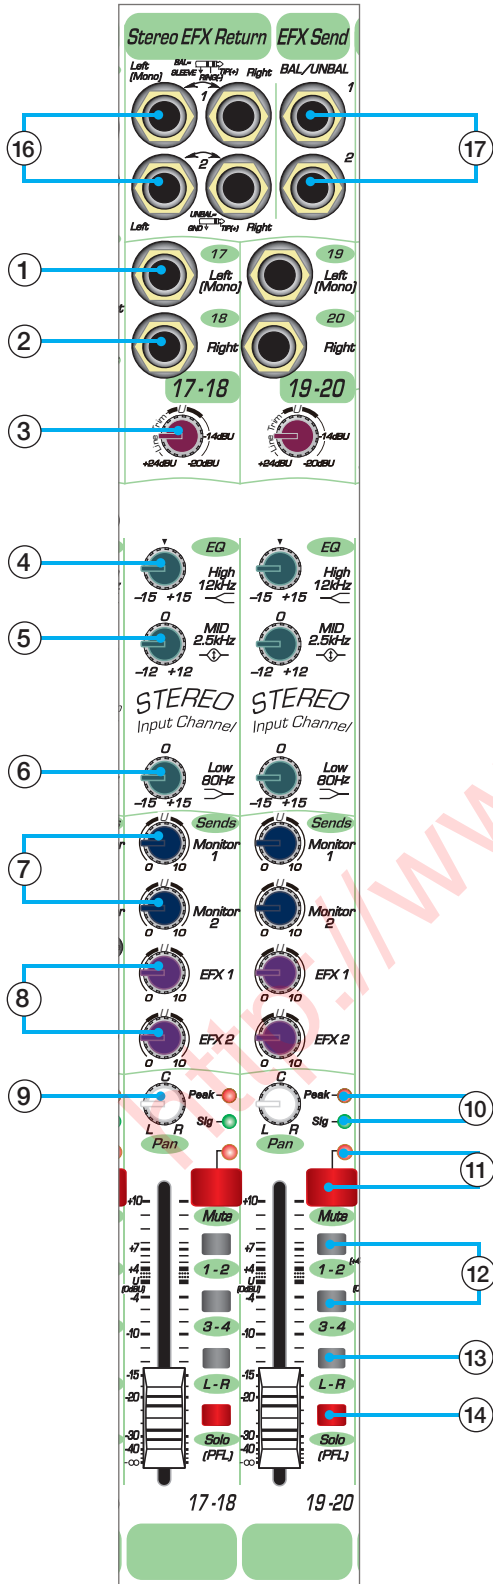 Stereo EFX Return EFX Send
Left (Mono) BAL= SLEEVE RING(-) TIP(+) Right BAL/UNBAL
1 1
16 17
2 2
Left UNBAL= GND TIP(+) Right
1 17 Left (Mono) 19 Left (Mono)
2 18 Right 20 Right
17-18 19-20
3 Line Trim U -14dBU +24dBU -20dBU Line Trim U -14dBU +24dBU -20dBU
4 EQ High 12kHz -15 +15 EQ High 12kHz -15 +15
5 0 MID 2.5kHz -12 +12 0 MID 2.5kHz -12 +12
STEREO STEREO
Input Channel Input Channel
6 0 Low 80Hz -15 +15 0 Low 80Hz -15 +15
Sends Sends
7 U Monitor 1 0 10 U Monitor 1 0 10
U Monitor 2 0 10 U Monitor 2 0 10
8 U EFX 1 0 10 U EFX 1 0 10
U EFX 2 0 10 U EFX 2 0 10
9 C Peak C Peak 10
L R Sig L R Sig
Pan Pan 11
+10 Mute +10 Mute
+7 +7
+4 1-2 +4 1-2 12
U (0dBU) U (0dBU)
-4 3-4 -4 3-4
-10 -10 13
-15 L-R -15 L-R
-20 -20 14
-30 Solo (PFL) -30 Solo (PFL)
-40 -40
-∞ -∞
17-18 19-20
http://ww